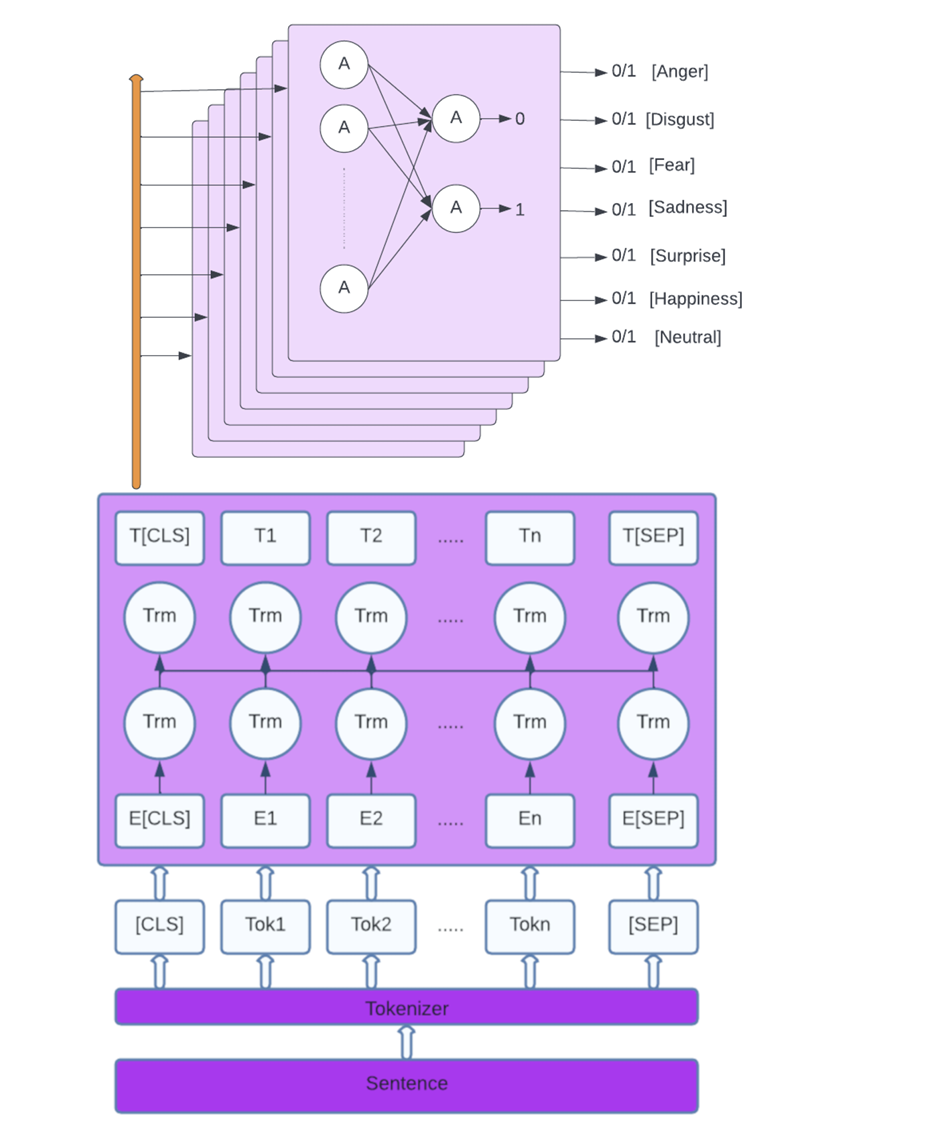 A
A
A
A
A
0
1
0/1 [Anger]
0/1 [Disgust]
0/1 [Fear]
0/1 [Sadness]
0/1 [Surprise]
0/1 [Happiness]
0/1 [Neutral]
T[CLS] T1 T2 ..... Tn T[SEP]
Trm Trm Trm ..... Trm Trm
Trm Trm Trm ..... Trm Trm
E[CLS] E1 E2 ..... En E[SEP]
[CLS] Tok1 Tok2 ..... Tokn [SEP]
Tokenizer
Sentence